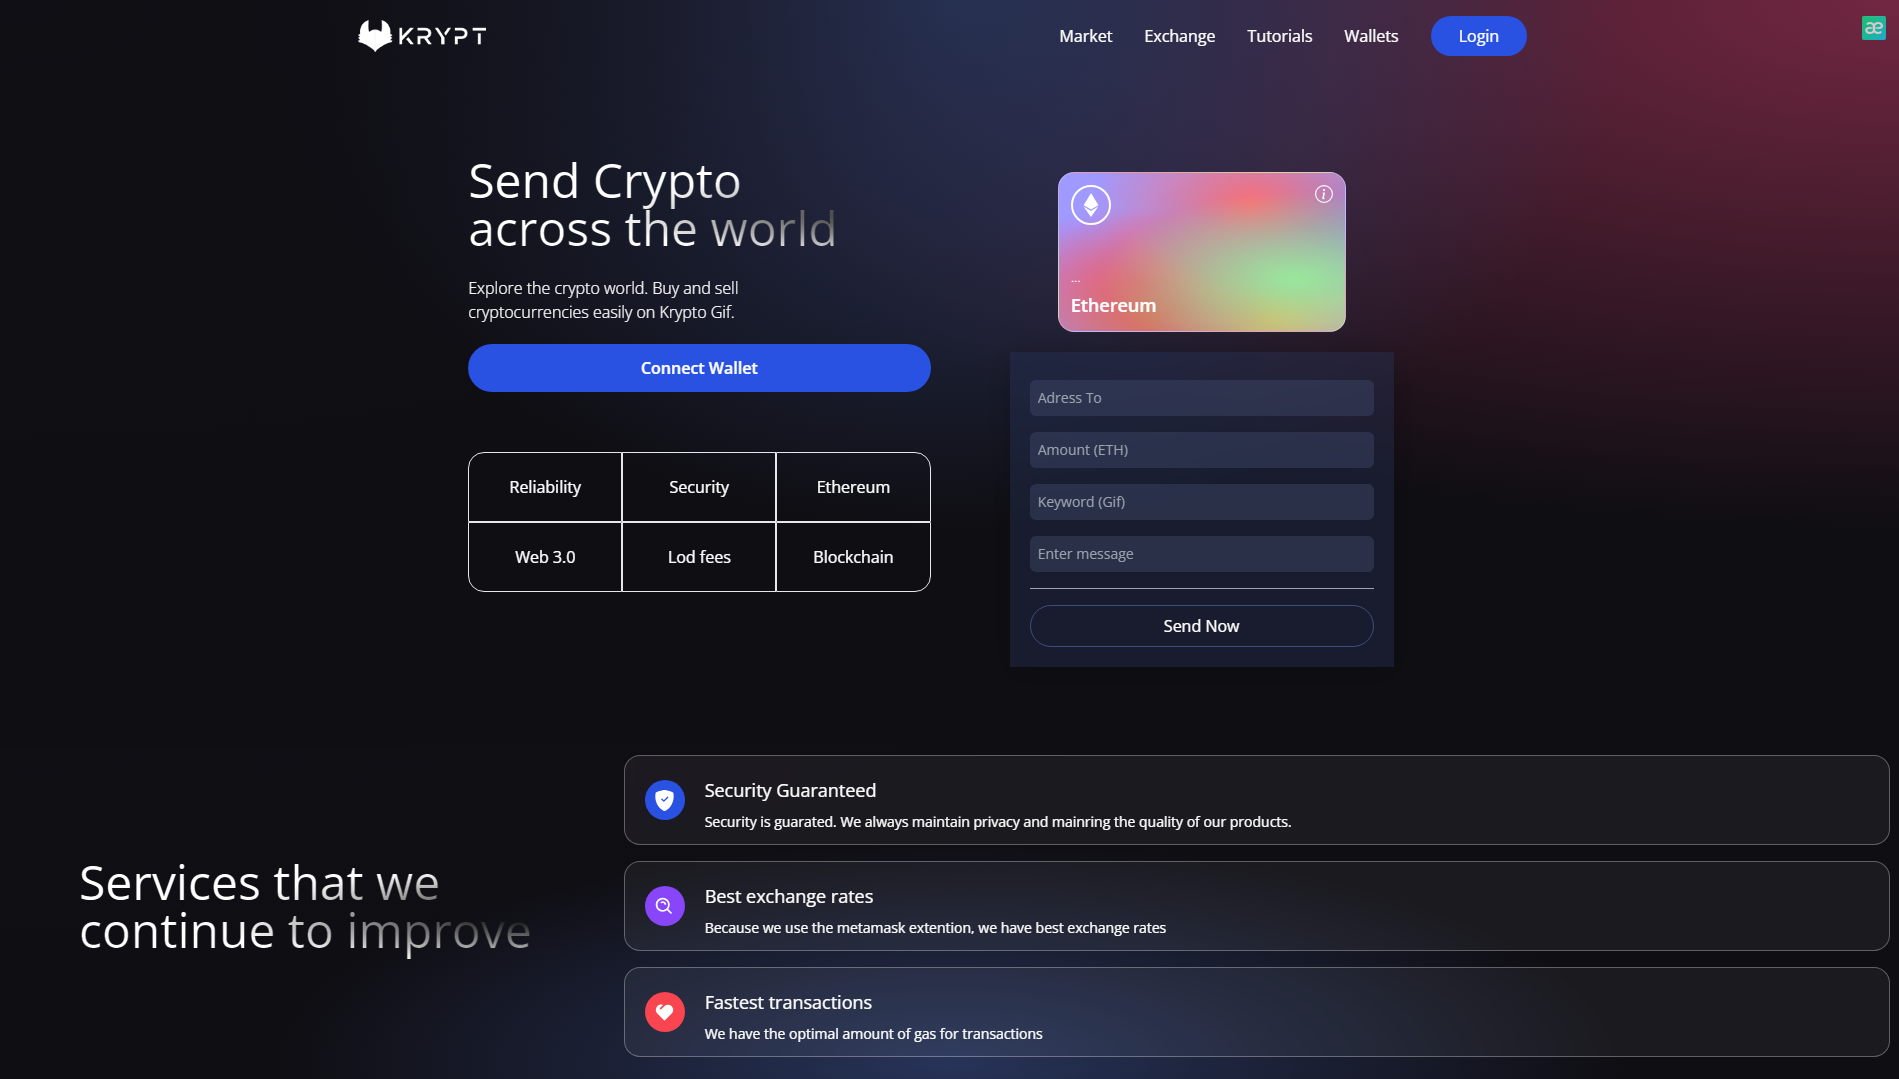 KRYPT
Market
Exchange
Tutorials
Wallets
Login
æ
Send Crypto
across the world
Explore the crypto world. Buy and sell
cryptocurrencies easily on Krypto Gif.
Connect Wallet
Reliability
Security
Ethereum
Web 3.0
Lod fees
Blockchain
...
Ethereum
Adress To
Amount (ETH)
Keyword (Gif)
Enter message
Send Now
Services that we
continue to improve
Security Guaranteed
Security is guarated. We always maintain privacy and mainring the quality of our products.
Best exchange rates
Because we use the metamask extention, we have best exchange rates
Fastest transactions
We have the optimal amount of gas for transactions